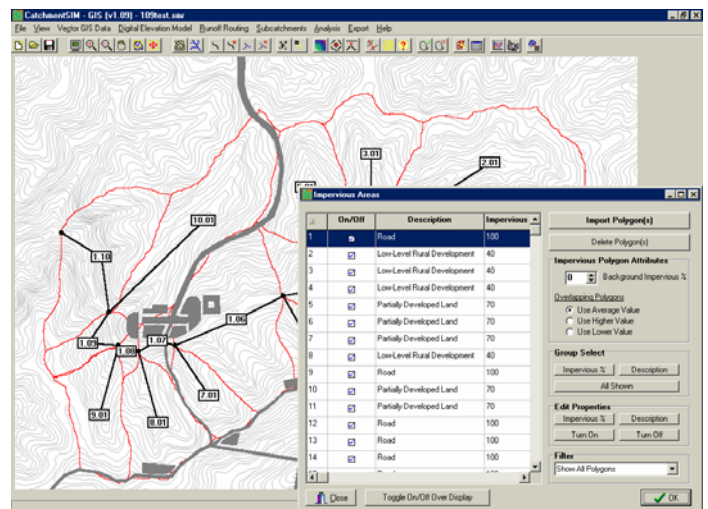 CatchmentSIM - GIS (v1.09) - 109test.smr
File View Vector GIS Data Digital Elevation Model Runoff Routing Subcatchments Analysis Export Help
3.01
2.01
10.01
1.10
1.06
1.09
1.08
1.07
7.01
9.01
8.01
Impervious Areas
On/Off Description Impervious
1 Road 100
2 Low-Level Rural Development 40
3 Low-Level Rural Development 40
4 Low-Level Rural Development 40
5 Partially Developed Land 70
6 Partially Developed Land 70
7 Partially Developed Land 70
8 Low-Level Rural Development 40
9 Road 100
10 Partially Developed Land 70
11 Partially Developed Land 70
12 Road 100
13 Road 100
14 Road 100
Import Polygon(s)
Delete Polygon(s)
Impervious Polygon Attributes
0 Background Impervious %
Overlapping Polygons
Use Average Value
Use Higher Value
Use Lower Value
Group Select
Impervious % Description
All Shown
Edit Properties
Impervious % Description
Turn On Turn Off
Filter
Show All Polygons
Close Toggle On/Off Over Display OK